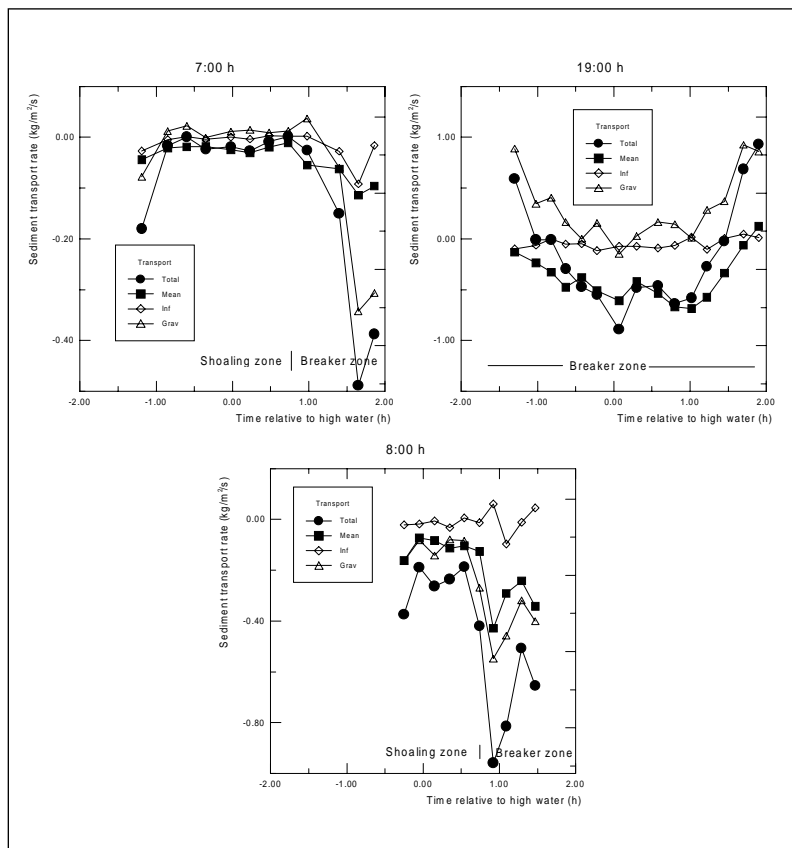 7:00 h
Sediment transport rate (kg/m²/s)
0.00
-0.20
-0.40
Transport
Total
Mean
Inf
Grav
Shoaling zone | Breaker zone
-2.00 -1.00 0.00 1.00 2.00
Time relative to high water (h)
19:00 h
Sediment transport rate (kg/m²/s)
1.00
0.00
-1.00
Transport
Total
Mean
Inf
Grav
Breaker zone
-2.00 -1.00 0.00 1.00 2.00
Time relative to high water (h)
8:00 h
Sediment transport rate (kg/m²/s)
0.00
-0.40
-0.80
Transport
Total
Mean
Inf
Grav
Shoaling zone | Breaker zone
-2.00 -1.00 0.00 1.00 2.00
Time relative to high water (h)